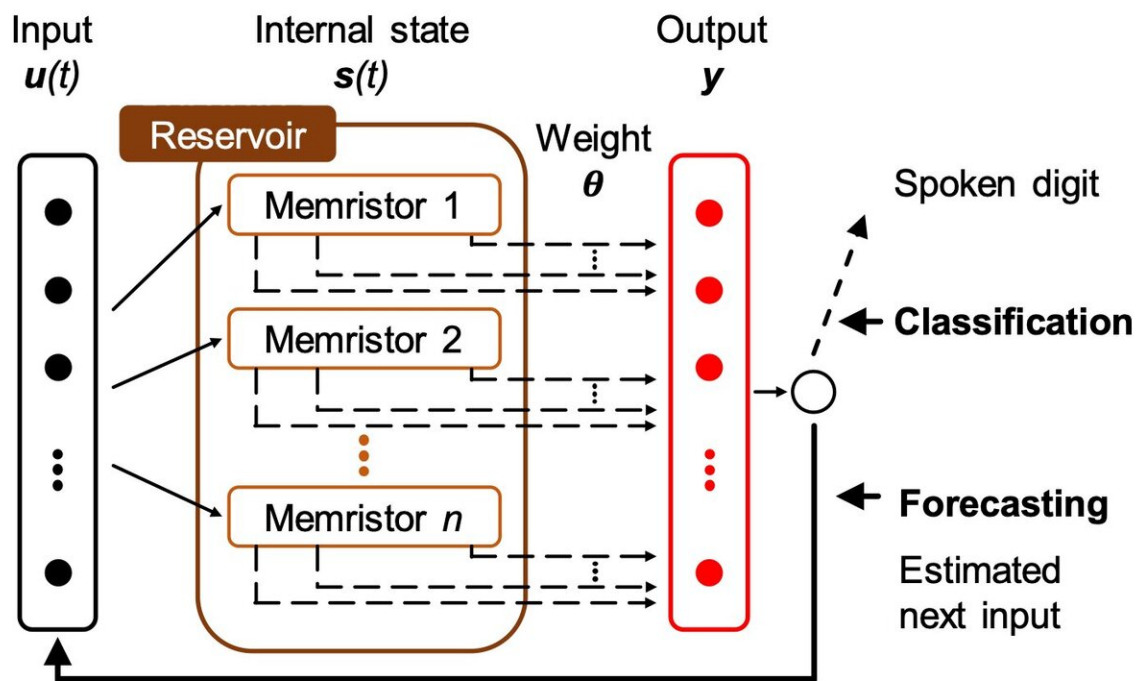 Input
u(t)
Internal state
s(t)
Output
y
Reservoir
Weight
θ
Memristor 1
Memristor 2
Memristor n
Spoken digit
Classification
Forecasting
Estimated
next input